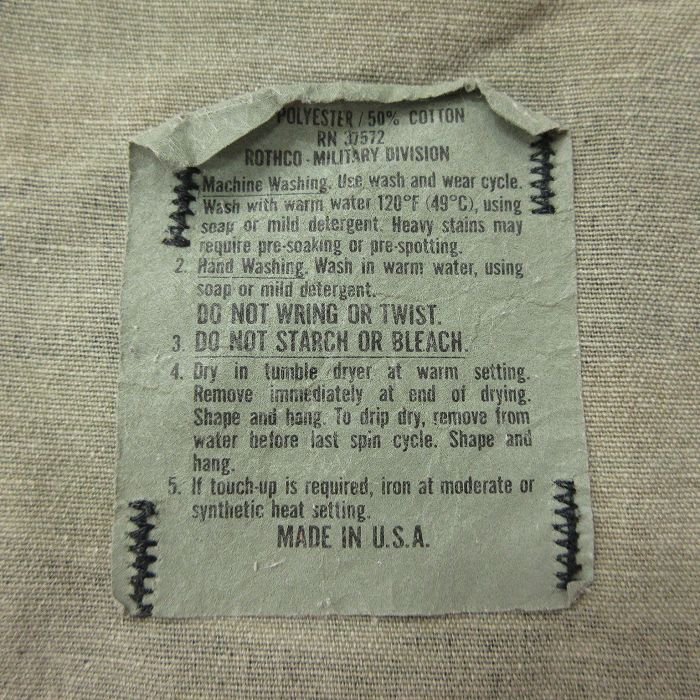 POLYESTER / 50% COTTON
RN 37572
ROTHCO - MILITARY DIVISION
Machine Washing. Use wash and wear cycle.
Wash with warm water 120°F (49°C), using
soap or mild detergent. Heavy stains may
require pre-soaking or pre-spotting.
2. Hand Washing. Wash in warm water, using
soap or mild detergent.
DO NOT WRING OR TWIST.
3. DO NOT STARCH OR BLEACH.
4. Dry in tumble dryer at warm setting.
Remove immediately at end of drying.
Shape and hang. To drip dry, remove from
water before last spin cycle. Shape and
hang.
5. If touch-up is required, iron at moderate or
synthetic heat setting.
MADE IN U.S.A.